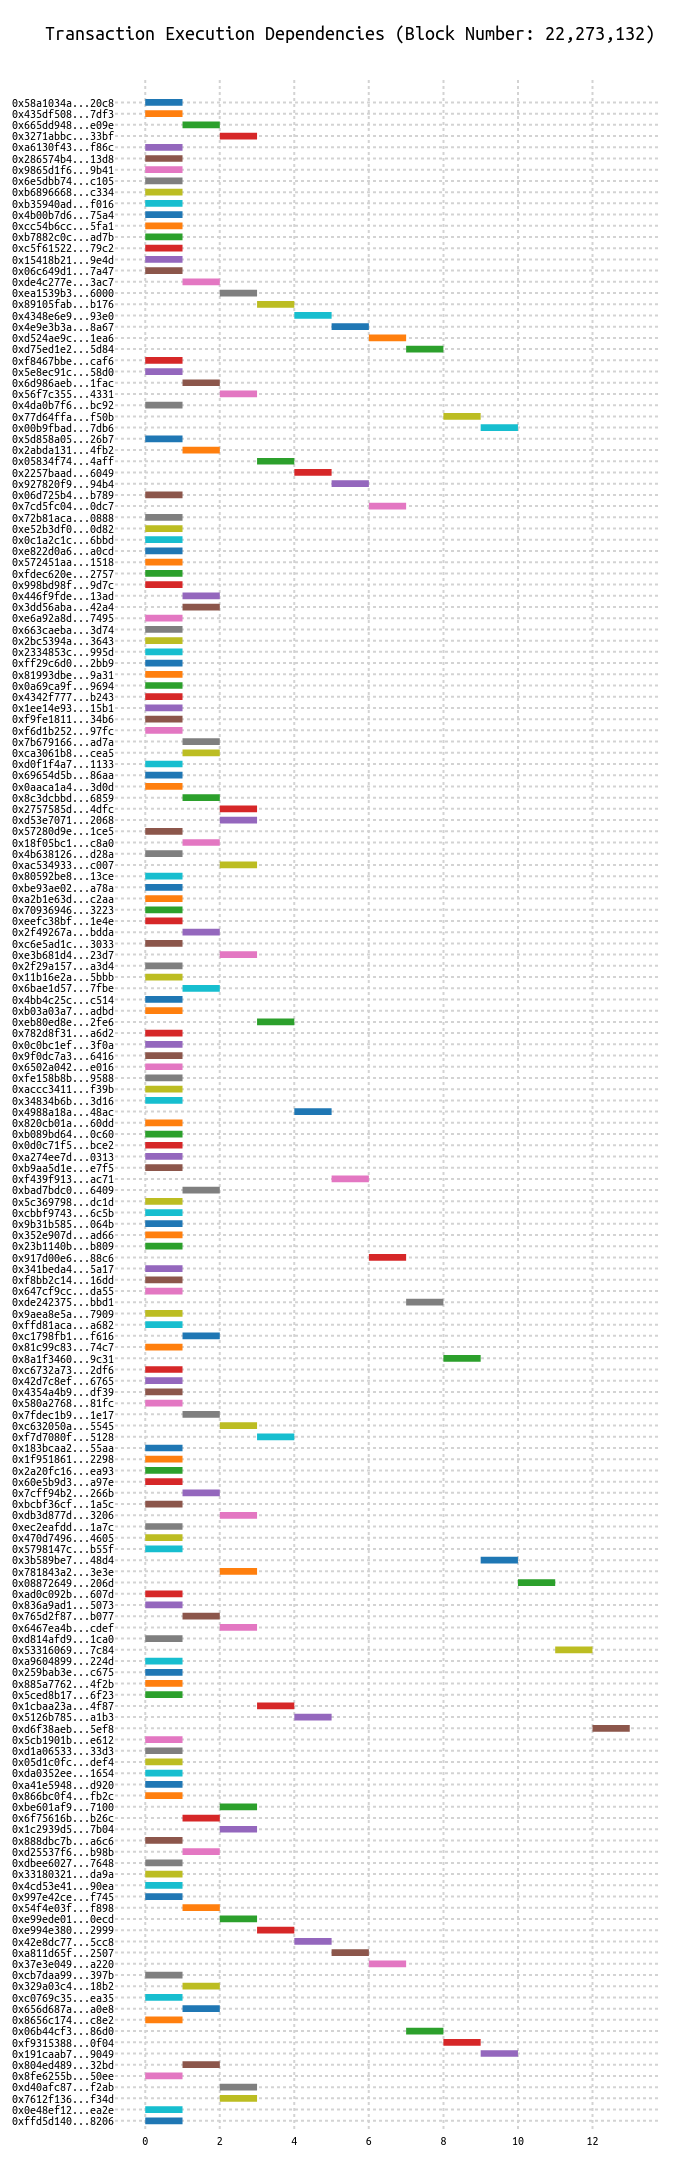 Transaction Execution Dependencies (Block Number: 22,273,132)
0x58a1034a...20c8
0x435df508...7df3
0x665dd948...e09e
0x3271abbc...33bf
0xa6130f43...f86c
0x286574b4...13d8
0x9865d1f6...9b41
0x6e5dbb74...c105
0xb6896668...c334
0xb35940ad...f016
0x4b00b7d6...75a4
0xcc54b6cc...5fa1
0xb7882c0c...ad7b
0xc5f61522...79c2
0x15418b21...9e4d
0x06c649d1...7a47
0xde4c277e...3ac7
0xea1539b3...6000
0x89105fab...b176
0x4348e6e9...93e0
0x4e9e3b3a...8a67
0xd524ae9c...1ea6
0xd75ed1e2...5d84
0xf8467bbe...caf6
0x5e8ec91c...58d0
0x6d986aeb...1fac
0x56f7c355...4331
0x4da0b7f6...bc92
0x77d64ffa...f50b
0x00b9fbad...7db6
0x5d858a05...26b7
0x2abda131...4fb2
0x05834f74...4aff
0x2257baad...6049
0x927820f9...94b4
0x06d725b4...b789
0x7cd5fc04...0dc7
0x72b81aca...0888
0xe52b3df0...0d82
0x0c1a2c1c...6bbd
0xe822d0a6...a0cd
0x572451aa...1518
0xfdec620e...2757
0x998bd98f...9d7c
0x446f9fde...13ad
0x3dd56aba...42a4
0xe6a92a8d...7495
0x663caeba...3d74
0x2bc5394a...3643
0x2334853c...995d
0xff29c6d0...2bb9
0x81993dbe...9a31
0x0a69ca9f...9694
0x4342f777...b243
0x1ee14e93...15b1
0xf9fe1811...34b6
0xf6d1b252...97fc
0x7b679166...ad7a
0xca3061b8...cea5
0xd0f1f4a7...1133
0x69654d5b...86aa
0x0aaca1a4...3d0d
0x8c3dcbbd...6859
0x2757585d...4dfc
0xd53e7071...2068
0x57280d9e...1ce5
0x18f05bc1...c8a0
0x4b638126...d28a
0xac534933...c007
0x80592be8...13ce
0xbe93ae02...a78a
0xa2b1e63d...c2aa
0x70936946...3223
0xeefc38bf...1e4e
0x2f49267a...bdda
0xc6e5ad1c...3033
0xe3b681d4...23d7
0x2f29a157...a3d4
0x11b16e2a...5bbb
0x6bae1d57...7fbe
0x4bb4c25c...c514
0xb03a03a7...adbd
0xeb80ed8e...2fe6
0x782d8f31...a6d2
0x0c0bc1ef...3f0a
0x9f0dc7a3...6416
0x6502a042...e016
0xfe158b8b...9588
0xaccc3411...f39b
0x34834b6b...3d16
0x4988a18a...48ac
0x820cb01a...60dd
0xb089bd64...0c60
0x0d0c71f5...bce2
0xa274ee7d...0313
0xb9aa5d1e...e7f5
0xf439f913...ac71
0xbad7bdc0...6409
0x5c369798...dc1d
0xcbbf9743...6c5b
0x9b31b585...064b
0x352e907d...ad66
0x23b1140b...b809
0x917d00e6...88c6
0x341beda4...5a17
0xf8bb2c14...16dd
0x647cf9cc...da55
0xde242375...bbd1
0x9aea8e5a...7909
0xffd81aca...a682
0xc1798fb1...f616
0x81c99c83...74c7
0x8a1f3460...9c31
0xc6732a73...2df6
0x42d7c8ef...6765
0x4354a4b9...df39
0x580a2768...81fc
0x7fdec1b9...1e17
0xc632050a...5545
0xf7d7080f...5128
0x183bcaa2...55aa
0x1f951861...2298
0x2a20fc16...ea93
0x60e5b9d3...a97e
0x7cff94b2...266b
0xbcbf36cf...1a5c
0xdb3d877d...3206
0xec2eafdd...1a7c
0x470d7496...4605
0x5798147c...b55f
0x3b589be7...48d4
0x781843a2...3e3e
0x08872649...206d
0xad0c092b...607d
0x836a9ad1...5073
0x765d2f87...b077
0x6467ea4b...cdef
0xd814afd9...1ca0
0x53316069...7c84
0xa9604899...224d
0x259bab3e...c675
0x885a7762...4f2b
0x5ced8b17...6f23
0x1cbaa23a...4f87
0x5126b785...a1b3
0xd6f38aeb...5ef8
0x5cb1901b...e612
0xd1a06533...33d3
0x05d1c0fc...def4
0xda0352ee...1654
0xa41e5948...d920
0x866bc0f4...fb2c
0xbe601af9...7100
0x6f75616b...b26c
0x1c2939d5...7b04
0x888dbc7b...a6c6
0xd25537f6...b98b
0xdbee6027...7648
0x33180321...da9a
0x4cd53e41...90ea
0x997e42ce...f745
0x54f4e03f...f898
0xe99ede01...0ecd
0xe994e380...2999
0x42e8dc77...5cc8
0xa811d65f...2507
0x37e3e049...a220
0xcb7daa99...397b
0x329a03c4...18b2
0xc0769c35...ea35
0x656d687a...a0e8
0x8656c174...c8e2
0x06b44cf3...86d0
0xf9315388...0f04
0x191caab7...9049
0x804ed489...32bd
0x8fe6255b...50ee
0xd40afc87...f2ab
0x7612f136...f34d
0x0e48ef12...ea2e
0xffd5d140...8206
0 2 4 6 8 10 12